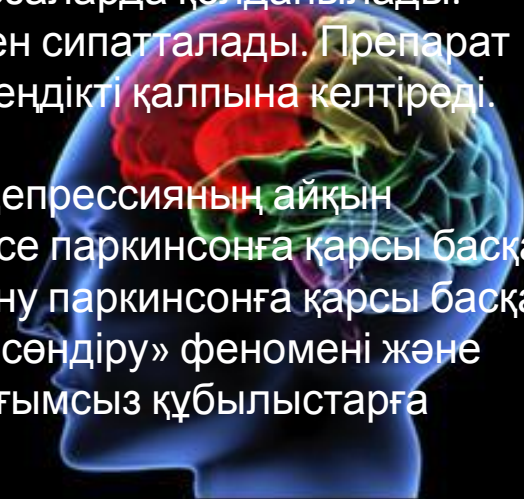 қолданылады.
ен сипатталады. Препарат
еңдікті қалпына келтіреді.
депрессияның айқын
се паркинсонға қарсы басқа
ну паркинсонға қарсы басқа
сөндіру» феномені және
ғымсыз құбылыстарға